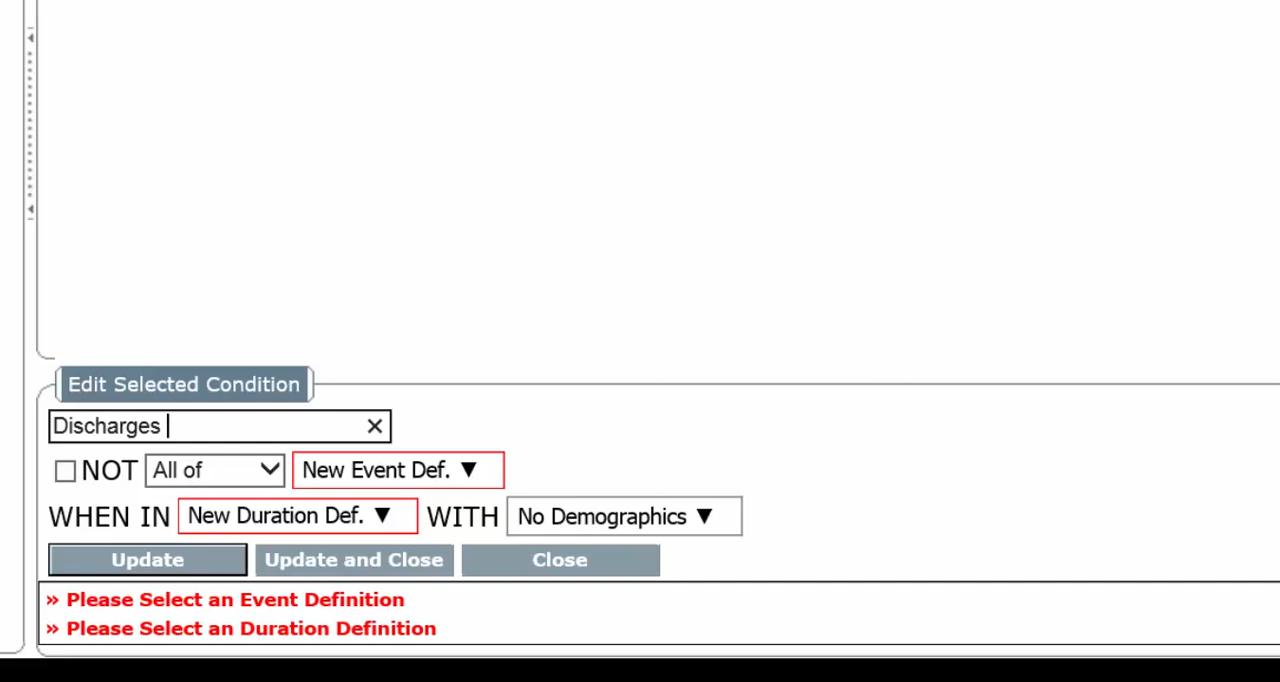 Edit Selected Condition
Discharges
NOT All of New Event Def. ▼
WHEN IN New Duration Def. ▼ WITH No Demographics ▼
Update Update and Close Close
» Please Select an Event Definition
» Please Select an Duration Definition